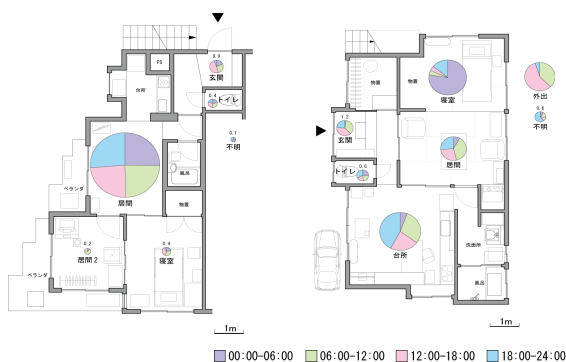 0.9
玄関
PS
台所
0.4
トイレ
0.1
不明
居間
風呂
物置
ベランダ
0.2
居間2
0.4
寝室
ベランダ
1m
物置
物置
寝室
外出
0.6
不明
1.2
玄関
居間
トイレ
0.6
台所
洗面所
風呂
1m
00:00-06:00
06:00-12:00
12:00-18:00
18:00-24:00